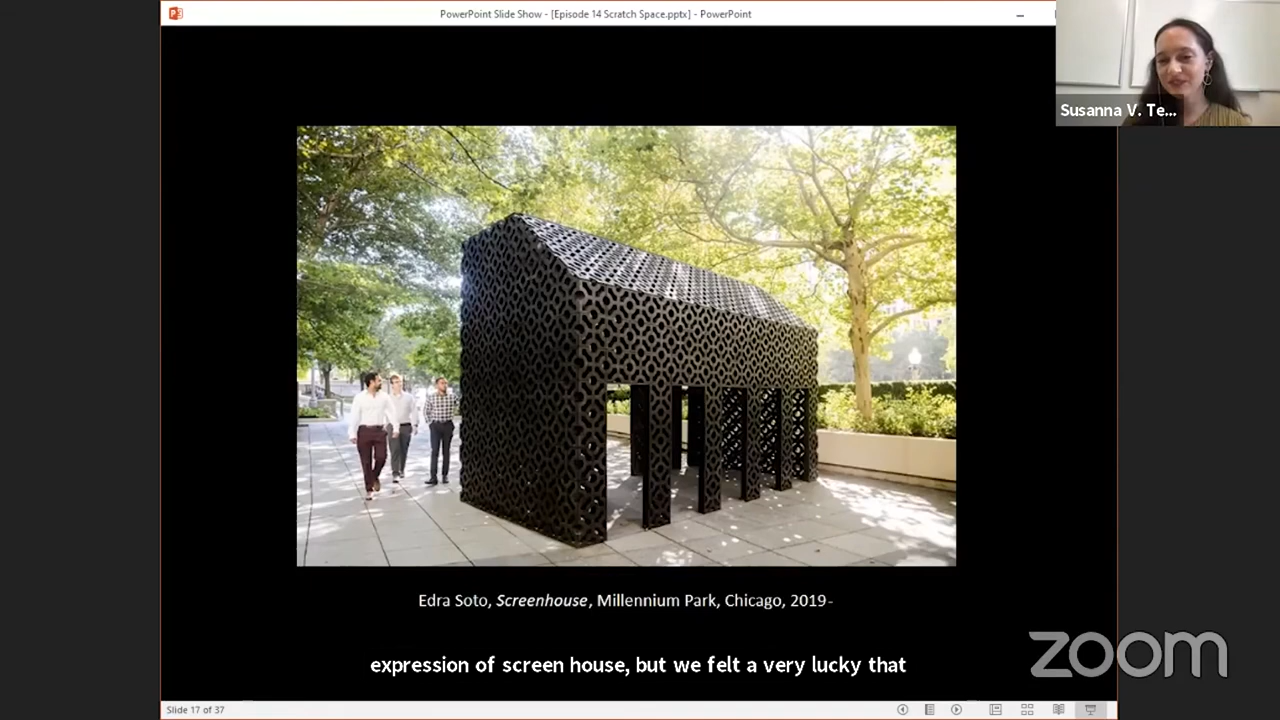 PowerPoint Slide Show - [Episode 14 Scratch Space.pptx] - PowerPoint
Susanna V. Te...
Edra Soto, Screenhouse, Millennium Park, Chicago, 2019-
expression of screen house, but we felt a very lucky that
zoom
Slide 17 of 37